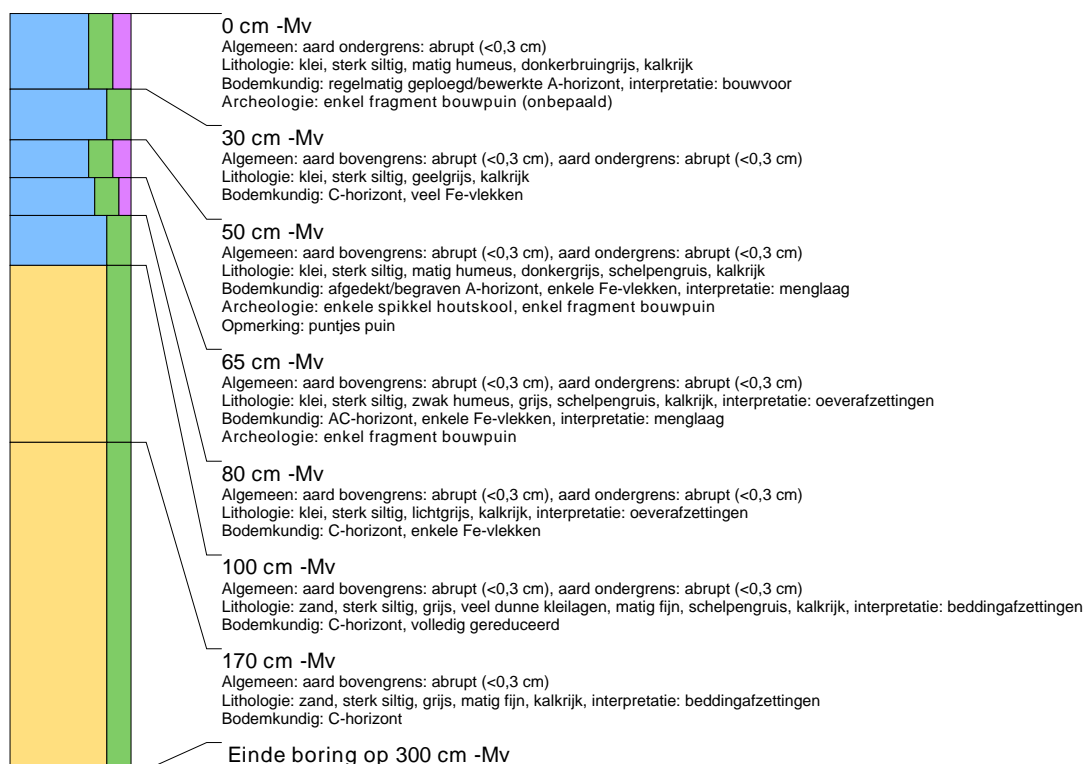 0 cm -Mv
Algemeen: aard ondergrens: abrupt (<0,3 cm)
Lithologie: klei, sterk siltig, matig humeus, donkerbruingrijs, kalkrijk
Bodemkundig: regelmatig geploegd/bewerkte A-horizont, interpretatie: bouwvoor
Archeologie: enkel fragment bouwpuin (onbepaald)
30 cm -Mv
Algemeen: aard bovengrens: abrupt (<0,3 cm), aard ondergrens: abrupt (<0,3 cm)
Lithologie: klei, sterk siltig, geelgrijs, kalkrijk
Bodemkundig: C-horizont, veel Fe-vlekken
50 cm -Mv
Algemeen: aard bovengrens: abrupt (<0,3 cm), aard ondergrens: abrupt (<0,3 cm)
Lithologie: klei, sterk siltig, matig humeus, donkergrijs, schelpengruis, kalkrijk
Bodemkundig: afgedekt/begraven A-horizont, enkele Fe-vlekken, interpretatie: menglaag
Archeologie: enkele spikkel houtskool, enkel fragment bouwpuin
Opmerking: puntjes puin
65 cm -Mv
Algemeen: aard bovengrens: abrupt (<0,3 cm), aard ondergrens: abrupt (<0,3 cm)
Lithologie: klei, sterk siltig, zwak humeus, grijs, schelpengruis, kalkrijk, interpretatie: oeverafzettingen
Bodemkundig: AC-horizont, enkele Fe-vlekken, interpretatie: menglaag
Archeologie: enkel fragment bouwpuin
80 cm -Mv
Algemeen: aard bovengrens: abrupt (<0,3 cm), aard ondergrens: abrupt (<0,3 cm)
Lithologie: klei, sterk siltig, lichtgrijs, kalkrijk, interpretatie: oeverafzettingen
Bodemkundig: C-horizont, enkele Fe-vlekken
100 cm -Mv
Algemeen: aard bovengrens: abrupt (<0,3 cm), aard ondergrens: abrupt (<0,3 cm)
Lithologie: zand, sterk siltig, grijs, veel dunne kleilagen, matig fijn, schelpengruis, kalkrijk, interpretatie: beddingafzettingen
Bodemkundig: C-horizont, volledig gereduceerd
170 cm -Mv
Algemeen: aard bovengrens: abrupt (<0,3 cm)
Lithologie: zand, sterk siltig, grijs, matig fijn, kalkrijk, interpretatie: beddingafzettingen
Bodemkundig: C-horizont
Einde boring op 300 cm -Mv